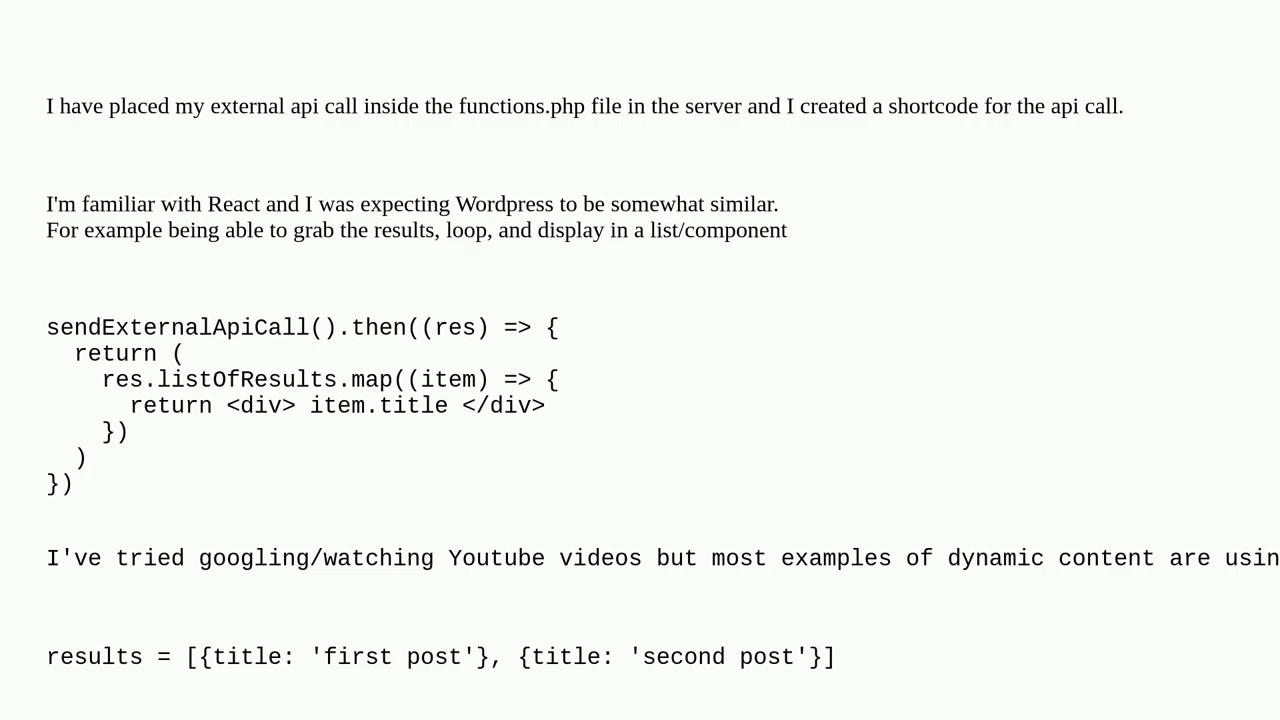 I have placed my external api call inside the functions.php file in the server and I created a shortcode for the api call.
I'm familiar with React and I was expecting Wordpress to be somewhat similar.
For example being able to grab the results, loop, and display in a list/component
sendExternalApiCall().then((res) => {
  return (
    res.listOfResults.map((item) => {
      return <div> item.title </div>
    })
  )
})
I've tried googling/watching Youtube videos but most examples of dynamic content are usin
results = [{title: 'first post'}, {title: 'second post'}]